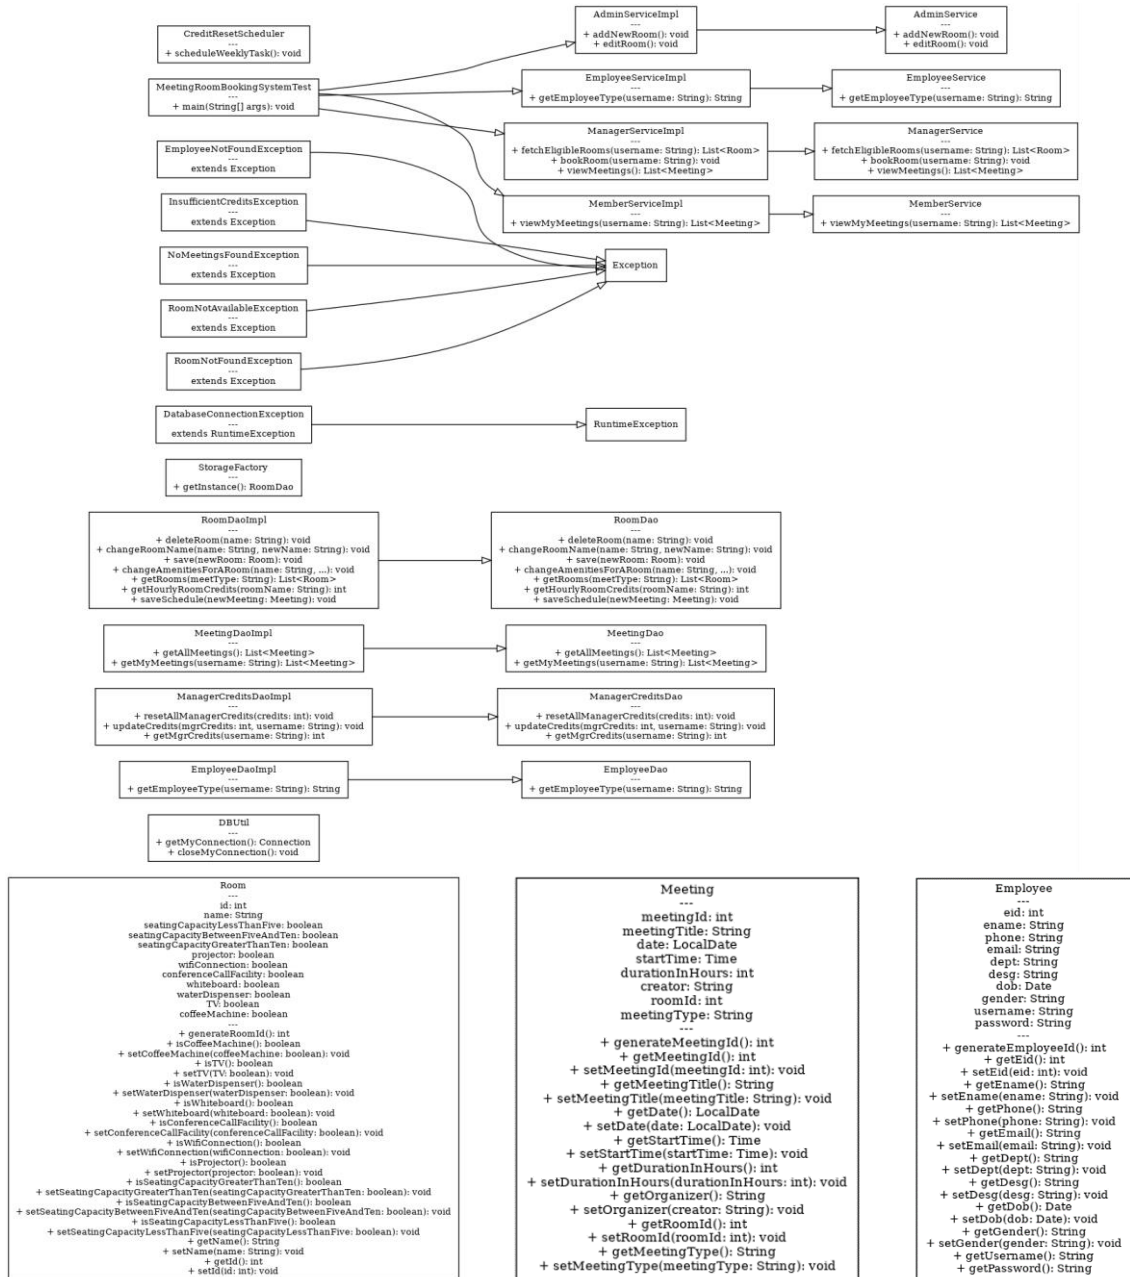 CreditResetScheduler
---
+ scheduleWeeklyTask(): void
MeetingRoomBookingSystemTest
---
+ main(String[] args): void
EmployeeNotFoundException
---
extends Exception
InsufficientCreditsException
---
extends Exception
NoMeetingsFoundException
---
extends Exception
RoomNotAvailableException
---
extends Exception
RoomNotFoundException
---
extends Exception
DatabaseConnectionException
---
extends RuntimeException
StorageFactory
---
+ getInstance(): RoomDao
AdminServiceImpl
---
+ addNewRoom(): void
+ editRoom(): void
AdminService
---
+ addNewRoom(): void
+ editRoom(): void
EmployeeServiceImpl
---
+ getEmployeeType(username: String): String
EmployeeService
---
+ getEmployeeType(username: String): String
ManagerServiceImpl
---
+ fetchEligibleRooms(username: String): List<Room>
+ bookRoom(username: String): void
+ viewMeetings(): List<Meeting>
ManagerService
---
+ fetchEligibleRooms(username: String): List<Room>
+ bookRoom(username: String): void
+ viewMeetings(): List<Meeting>
MemberServiceImpl
---
+ viewMyMeetings(username: String): List<Meeting>
MemberService
---
+ viewMyMeetings(username: String): List<Meeting>
Exception
RuntimeException
RoomDaoImpl
---
+ deleteRoom(name: String): void
+ changeRoomName(name: String, newName: String): void
+ save(newRoom: Room): void
+ changeAmenitiesForARoom(name: String, ...): void
+ getRooms(meetType: String): List<Room>
+ getHourlyRoomCredits(roomName: String): int
+ saveSchedule(newMeeting: Meeting): void
RoomDao
---
+ deleteRoom(name: String): void
+ changeRoomName(name: String, newName: String): void
+ save(newRoom: Room): void
+ changeAmenitiesForARoom(name: String, ...): void
+ getRooms(meetType: String): List<Room>
+ getHourlyRoomCredits(roomName: String): int
+ saveSchedule(newMeeting: Meeting): void
MeetingDaoImpl
---
+ getAllMeetings(): List<Meeting>
+ getMyMeetings(username: String): List<Meeting>
MeetingDao
---
+ getAllMeetings(): List<Meeting>
+ getMyMeetings(username: String): List<Meeting>
ManagerCreditsDaoImpl
---
+ resetAllManagerCredits(credits: int): void
+ updateCredits(mgrCredits: int, username: String): void
+ getMgrCredits(username: String): int
ManagerCreditsDao
---
+ resetAllManagerCredits(credits: int): void
+ updateCredits(mgrCredits: int, username: String): void
+ getMgrCredits(username: String): int
EmployeeDaoImpl
---
+ getEmployeeType(username: String): String
EmployeeDao
---
+ getEmployeeType(username: String): String
DBUtil
---
+ getMyConnection(): Connection
+ closeMyConnection(): void
Room
---
id: int
name: String
seatingCapacityLessThanFive: boolean
seatingCapacityBetweenFiveAndTen: boolean
seatingCapacityGreaterThanTen: boolean
projector: boolean
wifiConnection: boolean
conferenceCallFacility: boolean
whiteboard: boolean
waterDispenser: boolean
TV: boolean
coffeeMachine: boolean
---
+ generateRoomId(): int
+ isCoffeeMachine(): boolean
+ setCoffeeMachine(coffeeMachine: boolean): void
+ isTV(): boolean
+ setTV(TV: boolean): void
+ isWaterDispenser(): boolean
+ setWaterDispenser(waterDispenser: boolean): void
+ isWhiteboard(): boolean
+ setWhiteboard(whiteboard: boolean): void
+ isConferenceCallFacility(): boolean
+ setConferenceCallFacility(conferenceCallFacility: boolean): void
+ isWifiConnection(): boolean
+ setWifiConnection(wifiConnection: boolean): void
+ isProjector(): boolean
+ setProjector(projector: boolean): void
+ isSeatingCapacityGreaterThanTen(): boolean
+ setSeatingCapacityGreaterThanTen(seatingCapacityGreaterThanTen: boolean): void
+ isSeatingCapacityBetweenFiveAndTen(): boolean
+ setSeatingCapacityBetweenFiveAndTen(seatingCapacityBetweenFiveAndTen: boolean): void
+ isSeatingCapacityLessThanFive(): boolean
+ setSeatingCapacityLessThanFive(seatingCapacityLessThanFive: boolean): void
+ getName(): String
+ setName(name: String): void
+ getId(): int
+ setId(id: int): void
Meeting
---
meetingId: int
meetingTitle: String
date: LocalDate
startTime: Time
durationInHours: int
creator: String
roomId: int
meetingType: String
---
+ generateMeetingId(): int
+ getMeetingId(): int
+ setMeetingId(meetingId: int): void
+ getMeetingTitle(): String
+ setMeetingTitle(meetingTitle: String): void
+ getDate(): LocalDate
+ setDate(date: LocalDate): void
+ getStartTime(): Time
+ setStartTime(startTime: Time): void
+ getDurationInHours(): int
+ setDurationInHours(durationInHours: int): void
+ getOrganizer(): String
+ setOrganizer(creator: String): void
+ getRoomId(): int
+ setRoomId(roomId: int): void
+ getMeetingType(): String
+ setMeetingType(meetingType: String): void
Employee
---
eid: int
ename: String
phone: String
email: String
dept: String
desg: String
dob: Date
gender: String
username: String
password: String
---
+ generateEmployeeId(): int
+ getEid(): int
+ setEid(eid: int): void
+ getEname(): String
+ setEname(ename: String): void
+ getPhone(): String
+ setPhone(phone: String): void
+ getEmail(): String
+ setEmail(email: String): void
+ getDept(): String
+ setDept(dept: String): void
+ getDesg(): String
+ setDesg(desg: String): void
+ getDob(): Date
+ setDob(dob: Date): void
+ getGender(): String
+ setGender(gender: String): void
+ getUsername(): String
+ getPassword(): String